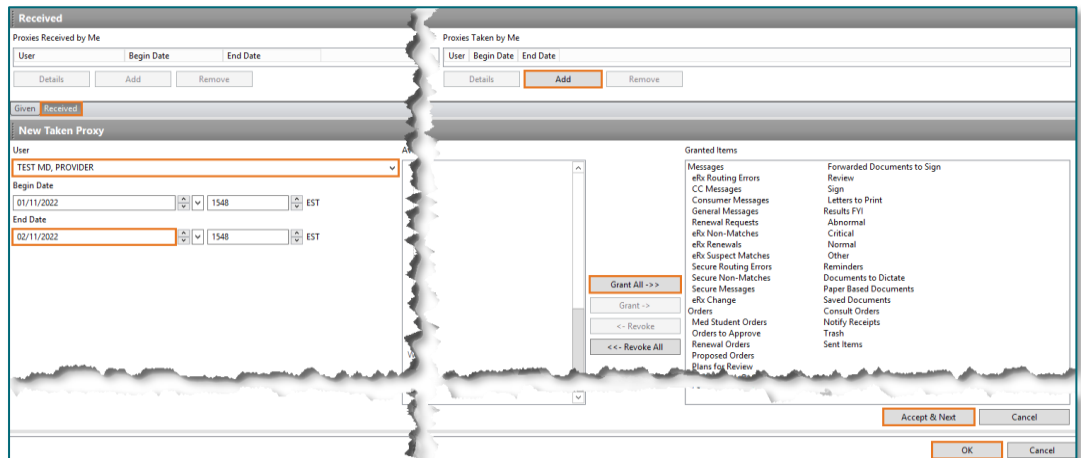 Received
Proxies Received by Me
User Begin Date End Date
Details Add Remove
Proxies Taken by Me
User Begin Date End Date
Details Add Remove
Given Received
New Taken Proxy
User
TEST MD, PROVIDER
Begin Date
01/11/2022 1548 EST
End Date
02/11/2022 1548 EST
Grant All ->>
Grant ->
<- Revoke
<<- Revoke All
Granted Items
Messages
eRx Routing Errors
CC Messages
Consumer Messages
General Messages
Renewal Requests
eRx Non-Matches
eRx Renewals
eRx Suspect Matches
Secure Routing Errors
Secure Non-Matches
Secure Messages
eRx Change
Orders
Med Student Orders
Orders to Approve
Renewal Orders
Proposed Orders
Plans for Review
Forwarded Documents to Sign
Review
Sign
Letters to Print
Results FYI
Abnormal
Critical
Normal
Other
Reminders
Documents to Dictate
Paper Based Documents
Saved Documents
Consult Orders
Notify Receipts
Trash
Sent Items
Accept & Next Cancel
OK Cancel